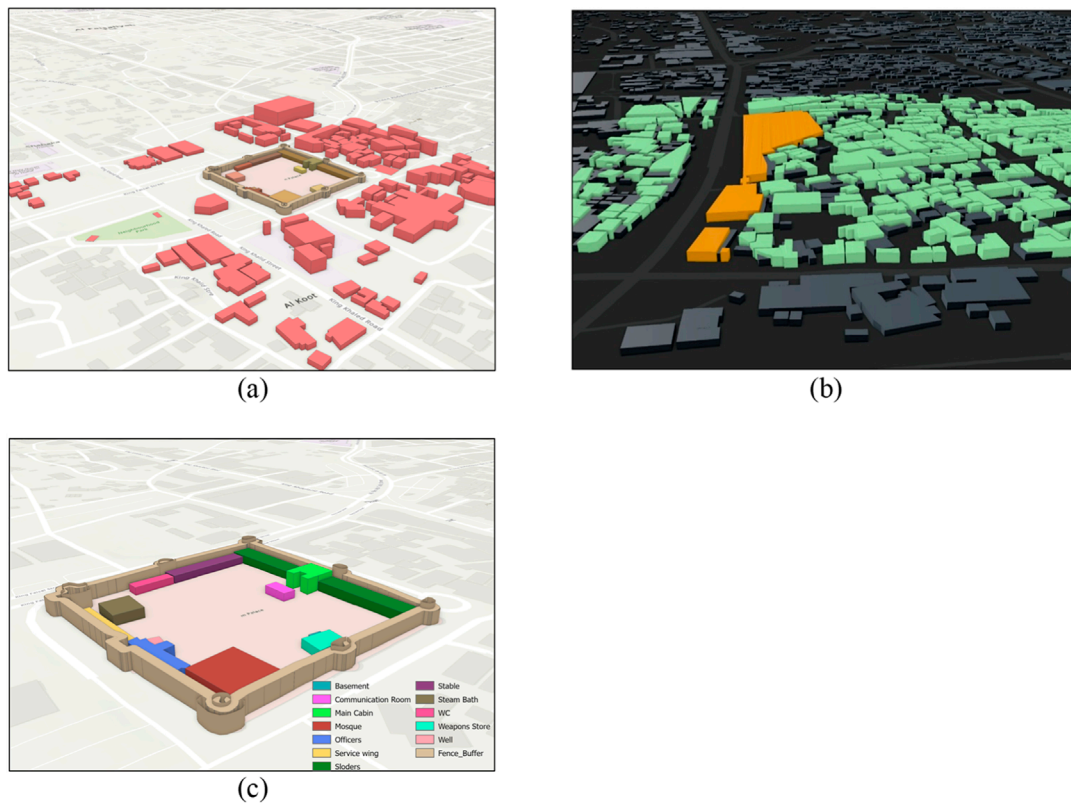 Al Koot
King Khaled Road
(a)
(b)
Basement
Communication Room
Main Cabin
Mosque
Officers
Service wing
Sloders
Stable
Steam Bath
WC
Weapons Store
Well
Fence_Buffer
(c)